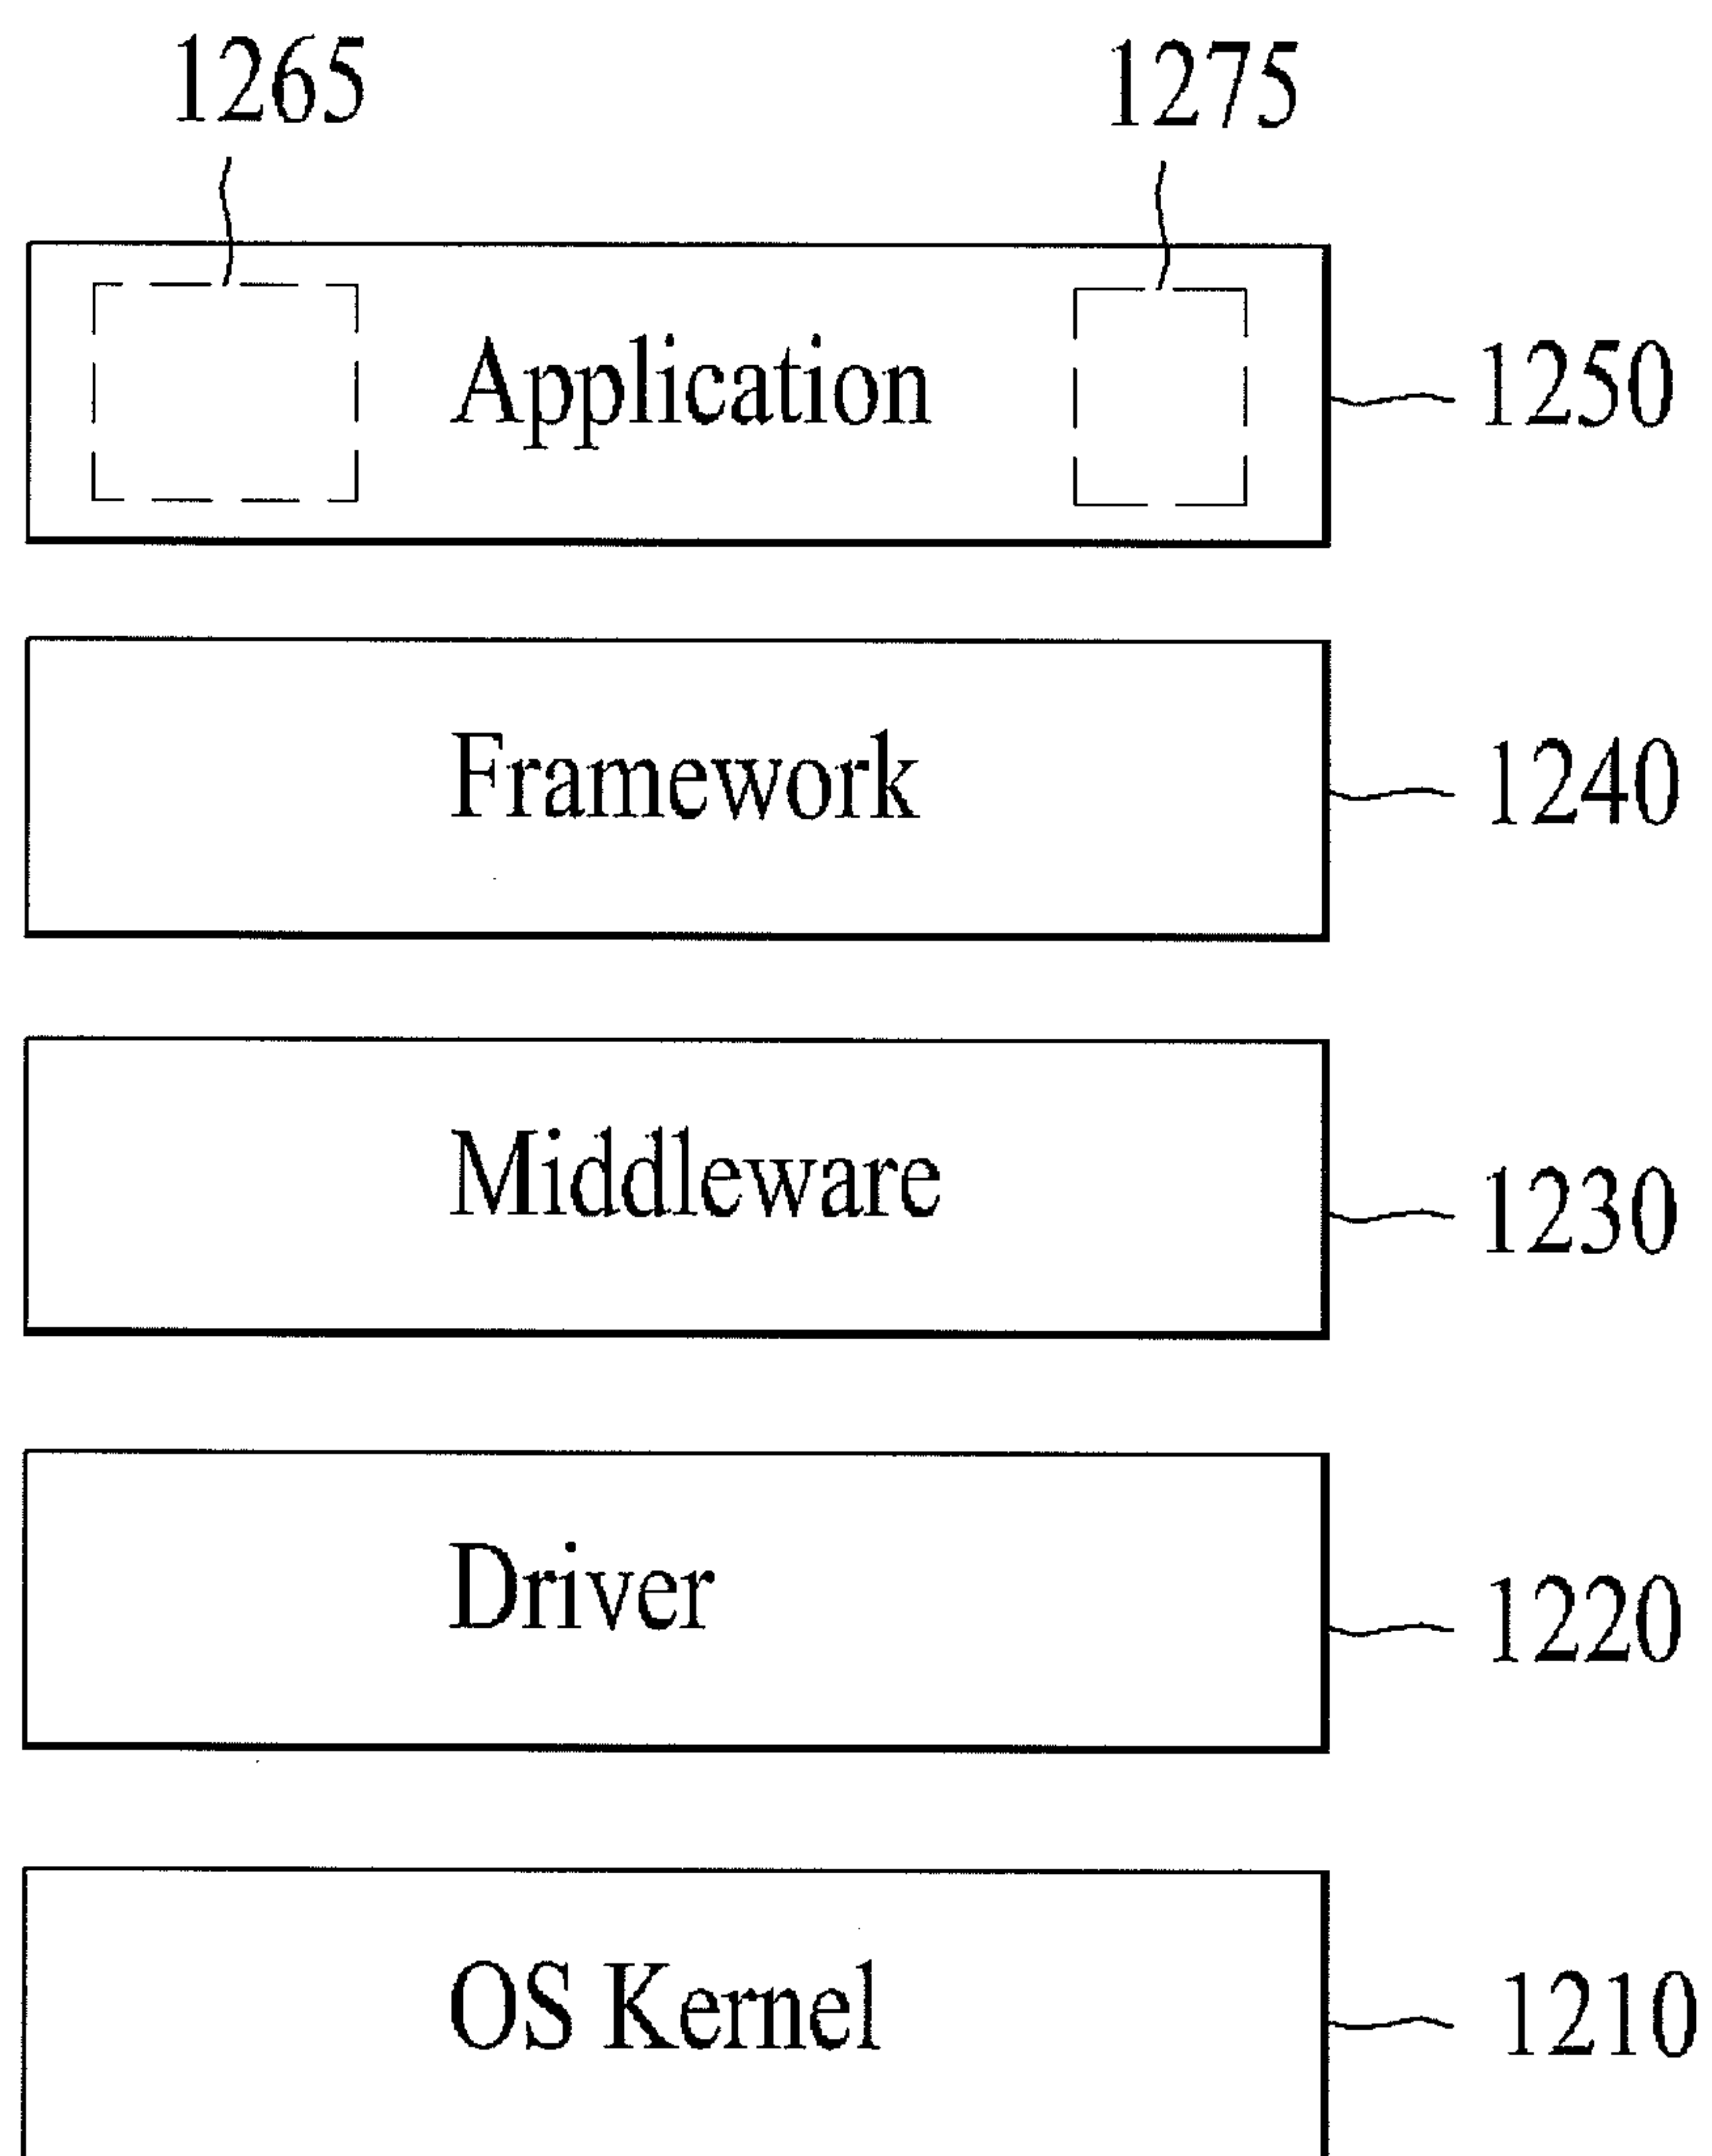 1265 1275
Application 1250
Framework 1240
Middleware 1230
Driver 1220
OS Kernel 1210